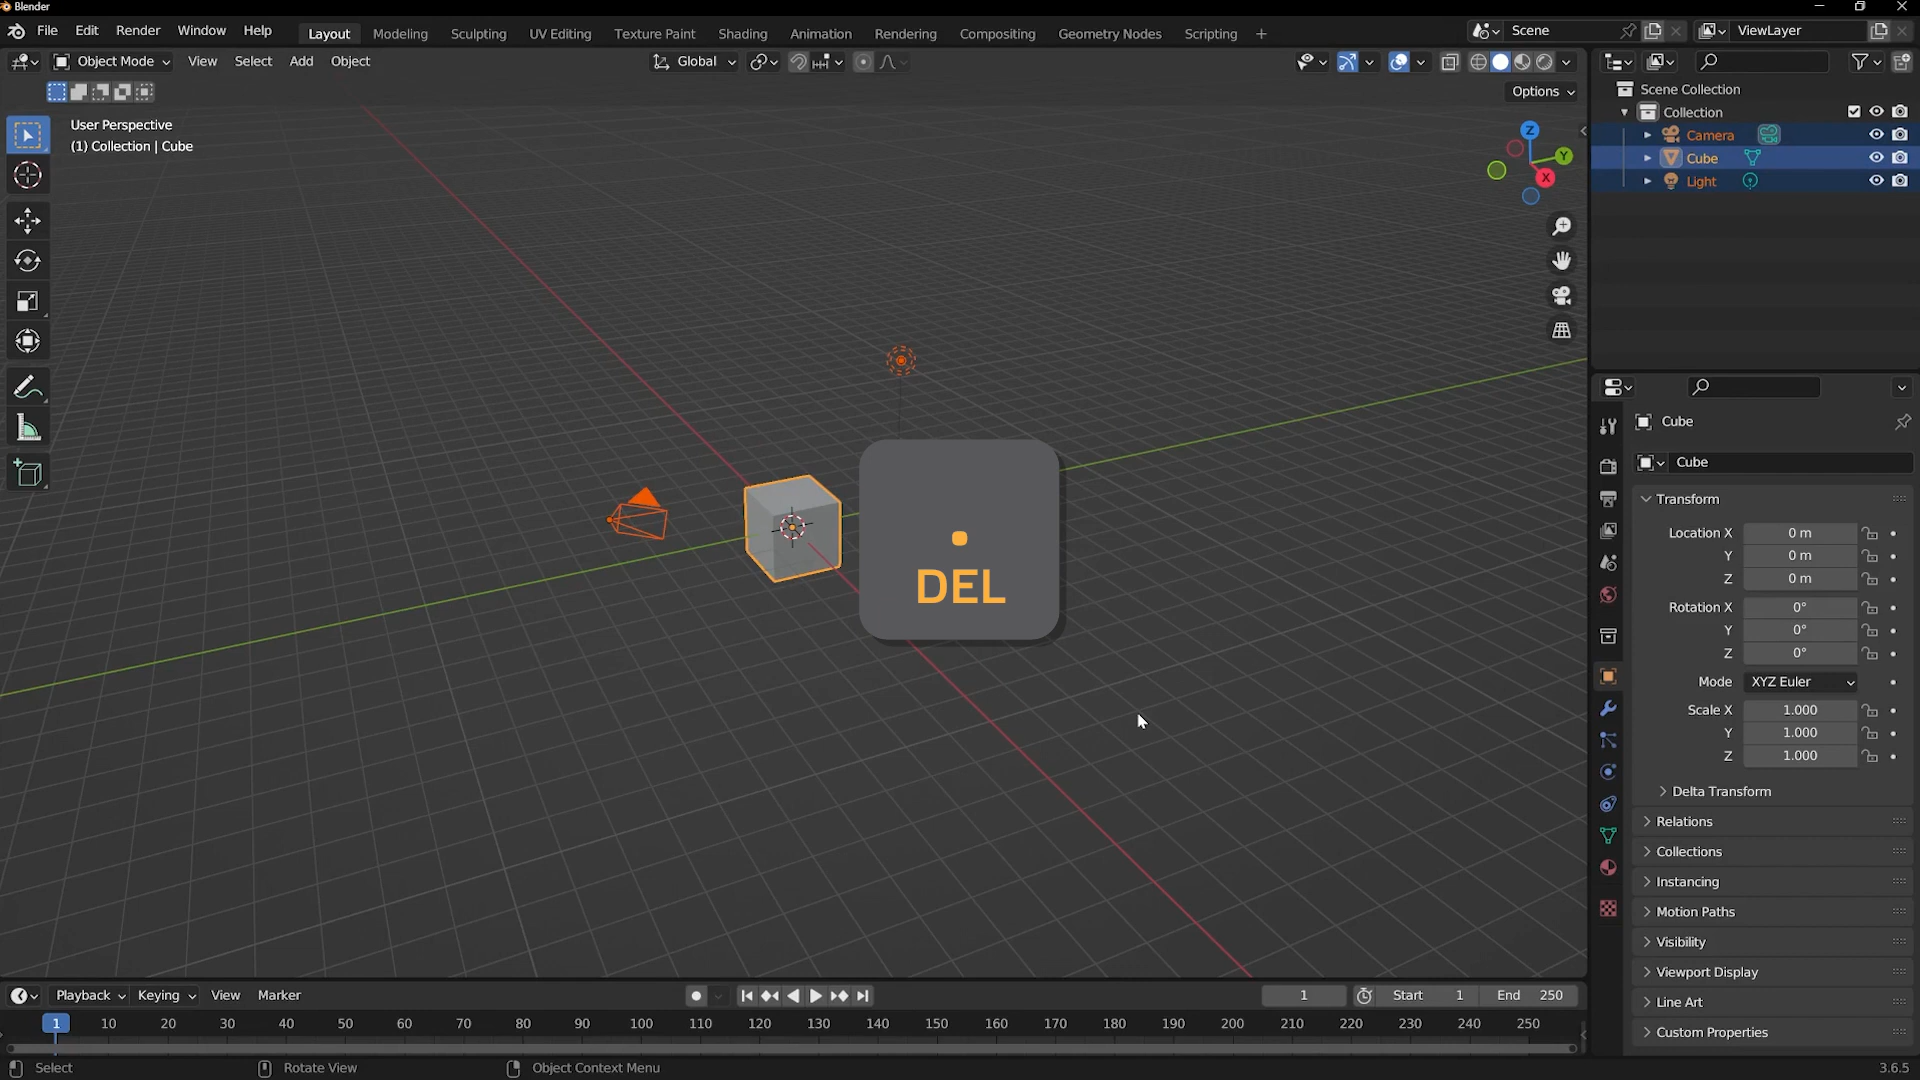 Blender
File Edit Render Window Help Layout Modeling Sculpting UV Editing Texture Paint Shading Animation Rendering Compositing Geometry Nodes Scripting + Scene ViewLayer
Object Mode View Select Add Object Global
Options
User Perspective
(1) Collection | Cube
Z
Y
X
Scene Collection
Collection
Camera
Cube
Light
Cube
Cube
Transform
Location X 0 m
Y 0 m
Z 0 m
Rotation X 0°
Y 0°
Z 0°
Mode XYZ Euler
Scale X 1.000
Y 1.000
Z 1.000
Delta Transform
Relations
Collections
Instancing
Motion Paths
Visibility
Viewport Display
Line Art
Custom Properties
.
DEL
Playback Keying View Marker 1 Start 1 End 250
1 10 20 30 40 50 60 70 80 90 100 110 120 130 140 150 160 170 180 190 200 210 220 230 240 250
Select Rotate View Object Context Menu 3.6.5